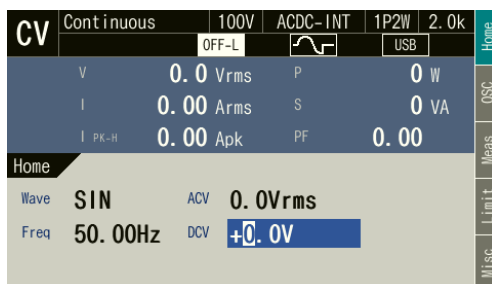 CV Continuous 100V ACDC-INT 1P2W 2.0k
OFF-L USB
V 0.0 Vrms P 0 W
I 0.00 Arms S 0 VA
I PK-H 0.00 Apk PF 0.00
Home
Wave SIN ACV 0.0Vrms
Freq 50.00Hz DCV +0.0V
Home
OSC
Meas
Limit
Misc